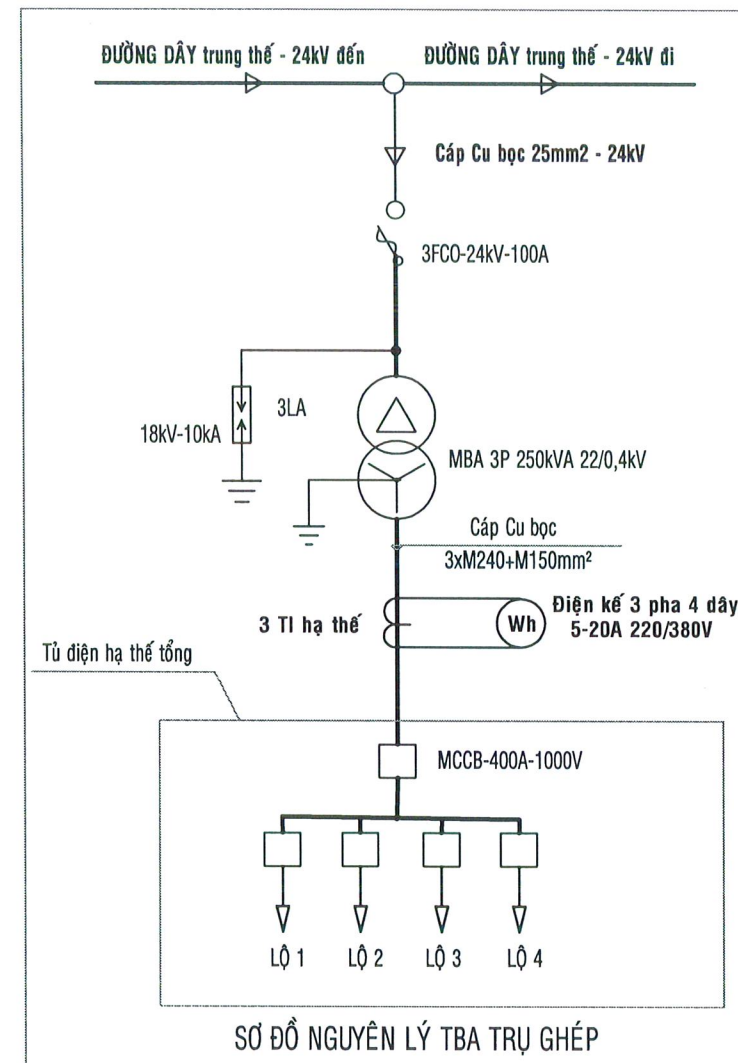 ĐƯỜNG DÂY trung thế - 24kV đến
ĐƯỜNG DÂY trung thế - 24kV đi
Cáp Cu bọc 25mm2 - 24kV
3FCO-24kV-100A
3LA
18kV-10kA
MBA 3P 250kVA 22/0,4kV
Cáp Cu bọc
3xM240+M150mm²
3 TI hạ thế
Wh
Điện kế 3 pha 4 dây
5-20A 220/380V
Tủ điện hạ thế tổng
MCCB-400A-1000V
LỘ 1
LỘ 2
LỘ 3
LỘ 4
SƠ ĐỒ NGUYÊN LÝ TBA TRỤ GHÉP